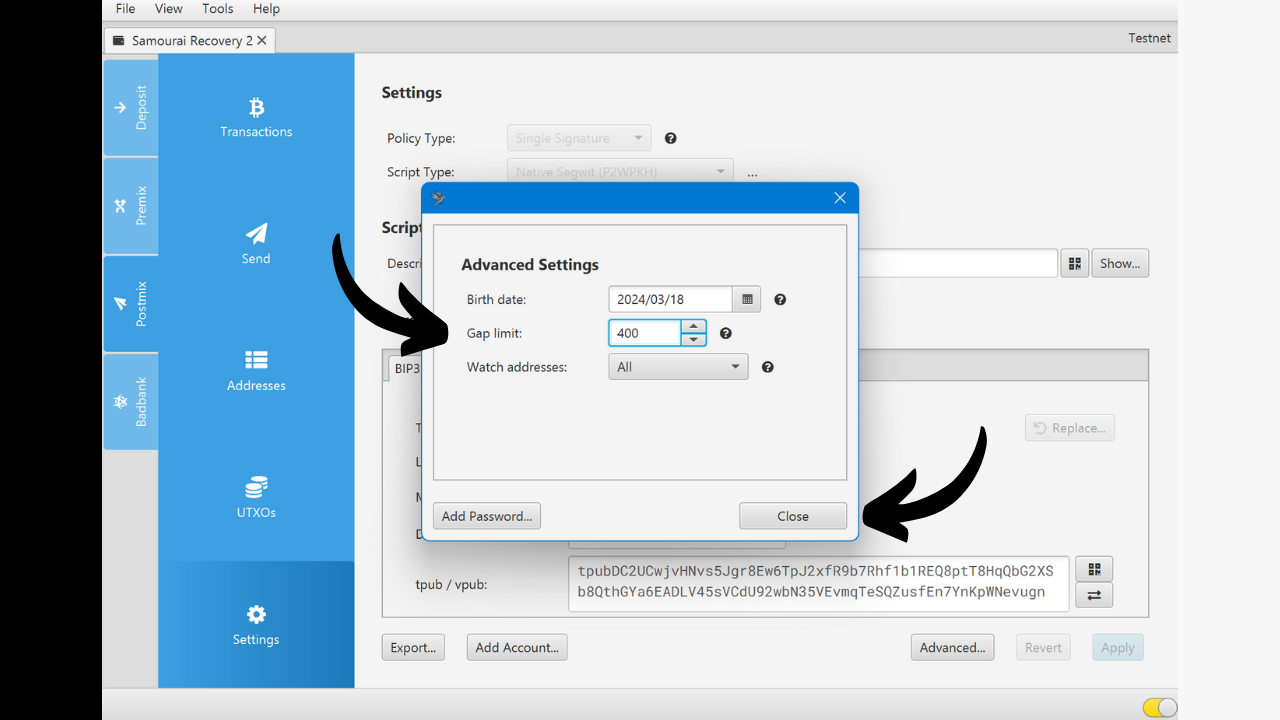 File View Tools Help
Samourai Recovery 2
Testnet
Deposit
Premix
Postmix
Badbank
Transactions
Send
Addresses
UTXOs
Settings
Settings
Policy Type: Single Signature
Script Type: Native Segwit (P2WPKH) ...
Script
Descri
Show...
Advanced Settings
Birth date: 2024/03/18
Gap limit: 400
Watch addresses: All
Add Password... Close
BIP3
T
L
M
D
Replace...
tpub / vpub:
tpubDC2UCwjvHNvs5Jgr8Ew6TpJ2xfR9b7Rhf1b1REQ8ptT8HqQbG2XS
b8QthGYa6EADLV45sVCdU92wbN35VEvmqTeSQZusfEn7YnKpWNevugn
Export... Add Account... Advanced... Revert Apply